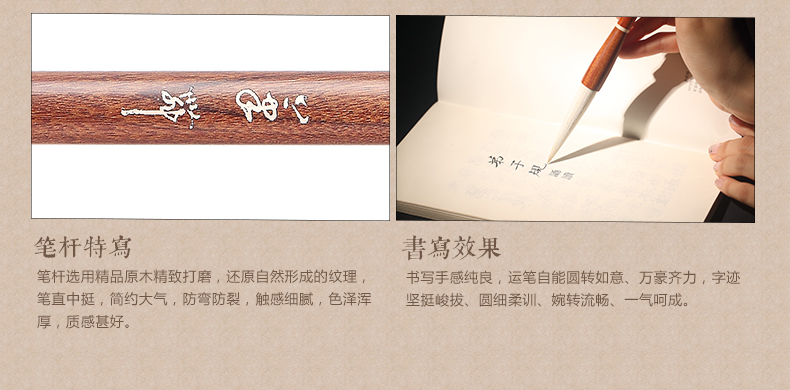 笔杆特寫
笔杆选用精品原木精致打磨，还原自然形成的纹理，
笔直中挺，简约大气，防弯防裂，触感细腻，色泽浑
厚，质感甚好。
書寫效果
书写手感纯良，运笔自能圆转如意、万豪齐力，字迹
坚挺峻拔、圆细柔训、婉转流畅、一气呵成。